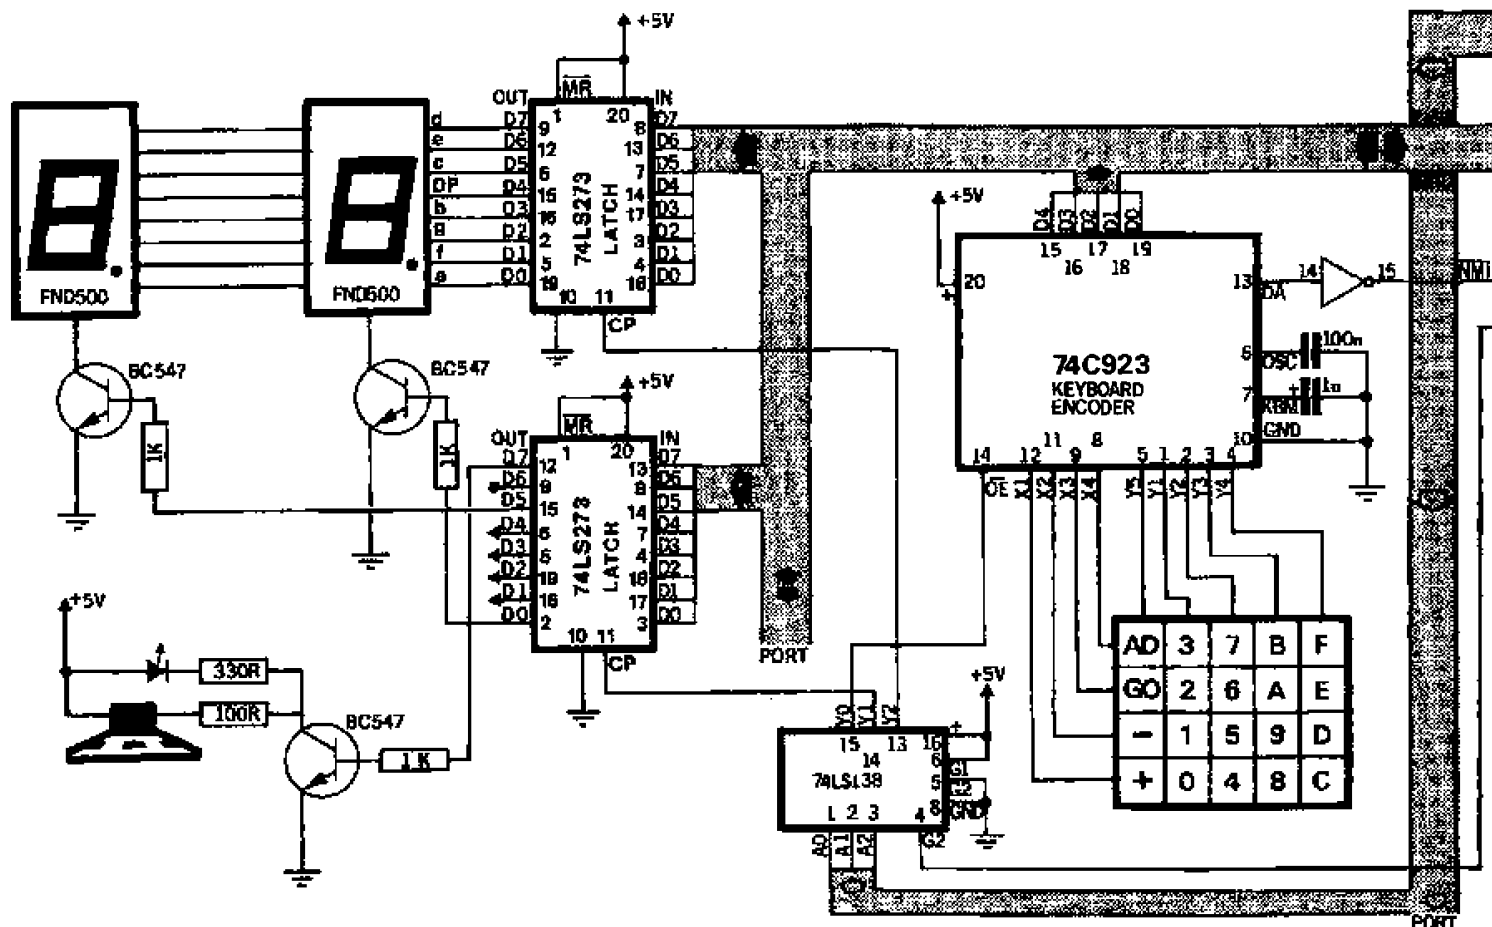 +5V
MR
OUT
IN
1
20
d
D7
9
8
D7
e
D6
12
13
D6
c
D5
6
7
D5
DP
D4
15
14
D4
b
D3
16
17
D3
g
D2
2
3
D2
f
D1
5
4
D1
a
D0
19
18
D0
74LS273
LATCH
10
11
CP
FND500
FND500
BC547
BC547
1K
1K
+5V
MR
OUT
IN
1
20
D7
12
13
D7
D6
9
8
D6
D5
15
14
D5
D4
6
7
D4
D3
5
4
D3
D2
19
18
D2
D1
16
17
D1
D0
2
3
D0
74LS273
LATCH
10
11
CP
PORT
+5V
D4
D3
D2
D1
D0
15
16
17
18
19
20
+
13
DA
14
15
NMI
74C923
KEYBOARD
ENCODER
6
OSC
100n
7
KBM
+
1u
10
GND
14
12
11
9
8
5
1
2
3
4
OE
X1
X2
X3
X4
Y5
Y1
Y2
Y3
Y4
AD 3 7 B F
GO 2 6 A E
- 1 5 9 D
+ 0 4 8 C
+5V
330R
100R
BC547
1K
+5V
Y0
Y1
Y2
+
15
14
13
16
6
G1
5
74LS138
8
GND
1
2
3
4
G2
A0
A1
A2
PORT